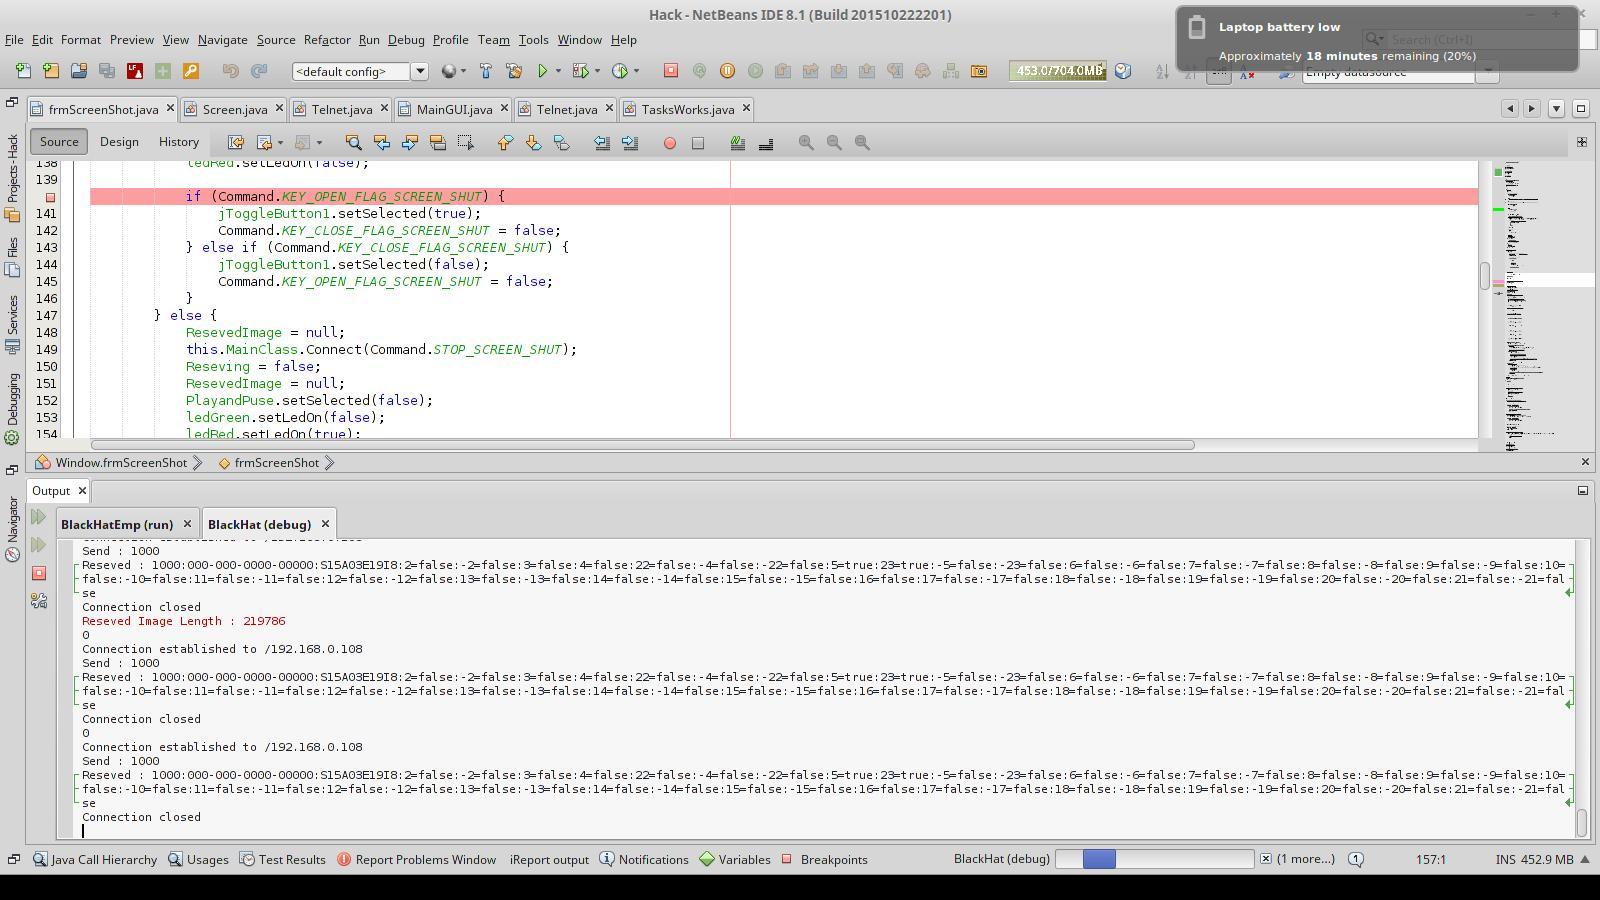 Hack - NetBeans IDE 8.1 (Build 201510222201)
Laptop battery low
Approximately 18 minutes remaining (20%)
File Edit Format Preview View Navigate Source Refactor Run Debug Profile Team Tools Window Help
Search (Ctrl+I)
<default config>
453.0/704.0MB
Empty datasource
frmScreenShot.java
Screen.java
Telnet.java
MainGUI.java
Telnet.java
TasksWorks.java
Source Design History
Projects - Hack
Files
Services
Debugging
Navigator
138 ledRed.setLedOn(false);
139
if (Command.KEY_OPEN_FLAG_SCREEN_SHUT) {
141 jToggleButton1.setSelected(true);
142 Command.KEY_CLOSE_FLAG_SCREEN_SHUT = false;
143 } else if (Command.KEY_CLOSE_FLAG_SCREEN_SHUT) {
144 jToggleButton1.setSelected(false);
145 Command.KEY_OPEN_FLAG_SCREEN_SHUT = false;
146 }
147 } else {
148 ResevedImage = null;
149 this.MainClass.Connect(Command.STOP_SCREEN_SHUT);
150 Reseving = false;
151 ResevedImage = null;
152 PlayandPuse.setSelected(false);
153 ledGreen.setLedOn(false);
154 ledRed.setLedOn(true);
Window.frmScreenShot
frmScreenShot
Output
BlackHatEmp (run)
BlackHat (debug)
Send : 1000
Reseved : 1000:000-000-0000-00000:S15A03E19I8:2=false:-2=false:3=false:4=false:22=false:-4=false:-22=false:5=true:23=true:-5=false:-23=false:6=false:-6=false:7=false:-7=false:8=false:-8=false:9=false:-9=false:10=
false:-10=false:11=false:-11=false:12=false:-12=false:13=false:-13=false:14=false:-14=false:15=false:-15=false:16=false:17=false:-17=false:18=false:-18=false:19=false:-19=false:20=false:-20=false:21=false:-21=fal
se
Connection closed
Reseved Image Length : 219786
0
Connection established to /192.168.0.108
Send : 1000
Reseved : 1000:000-000-0000-00000:S15A03E19I8:2=false:-2=false:3=false:4=false:22=false:-4=false:-22=false:5=true:23=true:-5=false:-23=false:6=false:-6=false:7=false:-7=false:8=false:-8=false:9=false:-9=false:10=
false:-10=false:11=false:-11=false:12=false:-12=false:13=false:-13=false:14=false:-14=false:15=false:-15=false:16=false:17=false:-17=false:18=false:-18=false:19=false:-19=false:20=false:-20=false:21=false:-21=fal
se
Connection closed
0
Connection established to /192.168.0.108
Send : 1000
Reseved : 1000:000-000-0000-00000:S15A03E19I8:2=false:-2=false:3=false:4=false:22=false:-4=false:-22=false:5=true:23=true:-5=false:-23=false:6=false:-6=false:7=false:-7=false:8=false:-8=false:9=false:-9=false:10=
false:-10=false:11=false:-11=false:12=false:-12=false:13=false:-13=false:14=false:-14=false:15=false:-15=false:16=false:17=false:-17=false:18=false:-18=false:19=false:-19=false:20=false:-20=false:21=false:-21=fal
se
Connection closed
Java Call Hierarchy Usages Test Results Report Problems Window iReport output Notifications Variables Breakpoints BlackHat (debug) (1 more...) 1 157:1 INS 452.9 MB